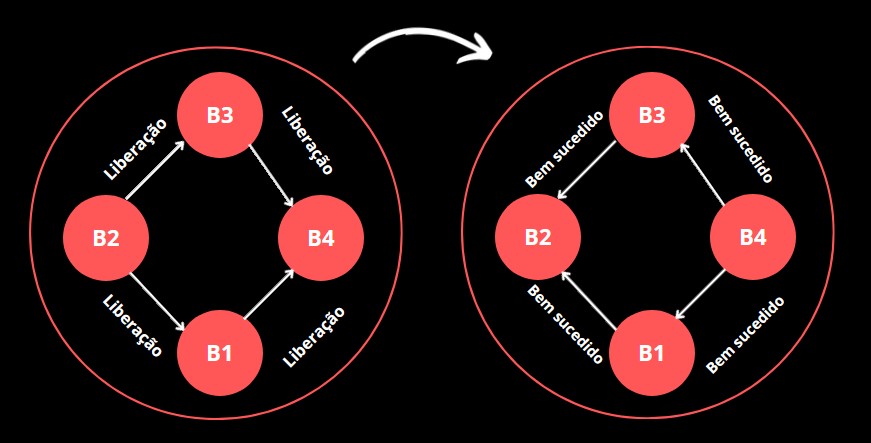 B3
Liberação
Liberação
B2
B4
Liberação
Liberação
B1
B3
Bem sucedido
Bem sucedido
B2
B4
Bem sucedido
Bem sucedido
B1